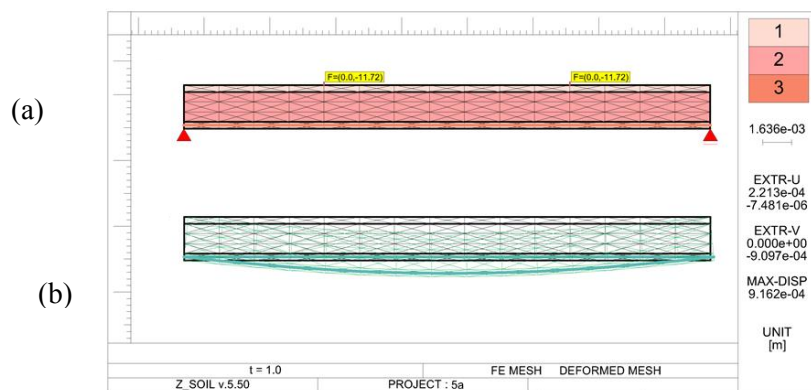 (a)
F=(0.0,-11.72) F=(0.0,-11.72)
(b)
1
2
3
1.636e-03
EXTR-U
2.213e-04
-7.481e-06
EXTR-V
0.000e+00
-9.097e-04
MAX-DISP
9.162e-04
UNIT
[m]
t = 1.0 FE MESH DEFORMED MESH
Z_SOIL v.5.50 PROJECT : 5a